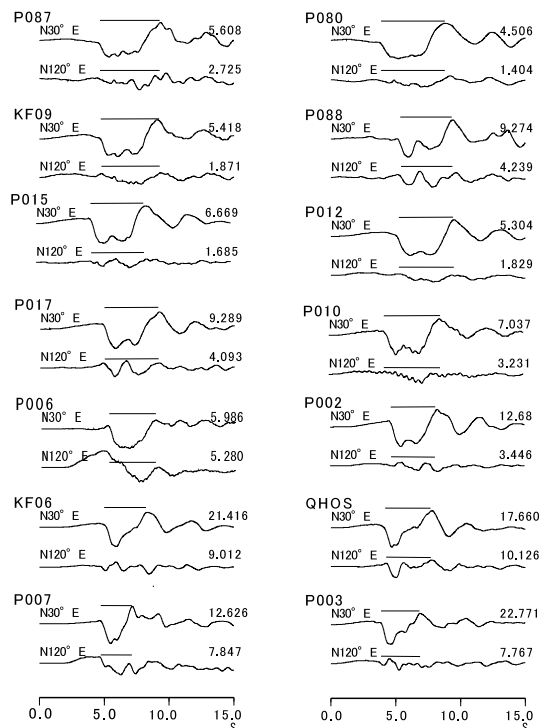 P087
N30° E 5.608
N120° E 2.725
KF09
N30° E 5.418
N120° E 1.871
P015
N30° E 6.669
N120° E 1.685
P017
N30° E 9.289
N120° E 4.093
P006
N30° E 5.986
N120° E 5.280
KF06
N30° E 21.416
N120° E 9.012
P007
N30° E 12.626
N120° E 7.847
0.0 5.0 10.0 15.0
s
P080
N30° E 4.506
N120° E 1.404
P088
N30° E 9.274
N120° E 4.239
P012
N30° E 5.304
N120° E 1.829
P010
N30° E 7.037
N120° E 3.231
P002
N30° E 12.68
N120° E 3.446
QHOS
N30° E 17.660
N120° E 10.126
P003
N30° E 22.771
N120° E 7.767
0.0 5.0 10.0 15.0
s